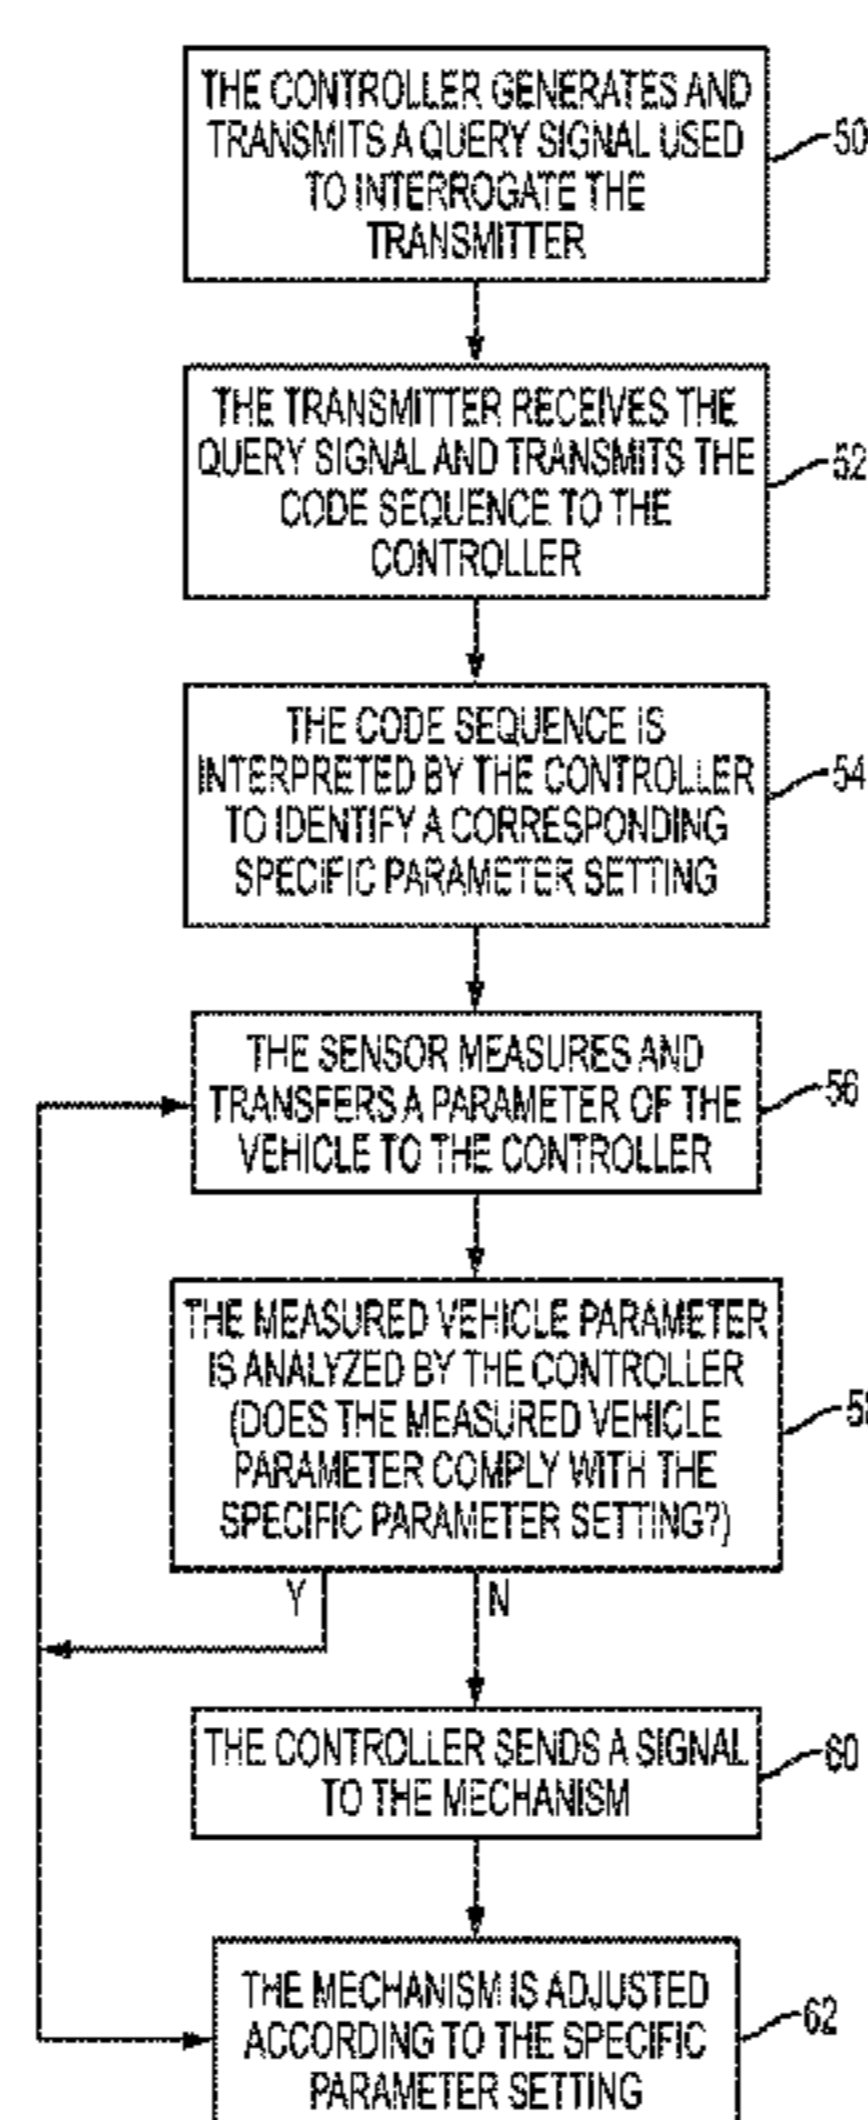 THE CONTROLLER GENERATES AND
TRANSMITS A QUERY SIGNAL USED
TO INTERROGATE THE
TRANSMITTER
50
THE TRANSMITTER RECEIVES THE
QUERY SIGNAL AND TRANSMITS THE
CODE SEQUENCE TO THE
CONTROLLER
52
THE CODE SEQUENCE IS
INTERPRETED BY THE CONTROLLER
TO IDENTIFY A CORRESPONDING
SPECIFIC PARAMETER SETTING
54
THE SENSOR MEASURES AND
TRANSFERS A PARAMETER OF THE
VEHICLE TO THE CONTROLLER
56
THE MEASURED VEHICLE PARAMETER
IS ANALYZED BY THE CONTROLLER
(DOES THE MEASURED VEHICLE
PARAMETER COMPLY WITH THE
SPECIFIC PARAMETER SETTING?)
Y
N
THE CONTROLLER SENDS A SIGNAL
TO THE MECHANISM
60
THE MECHANISM IS ADJUSTED
ACCORDING TO THE SPECIFIC
PARAMETER SETTING
62